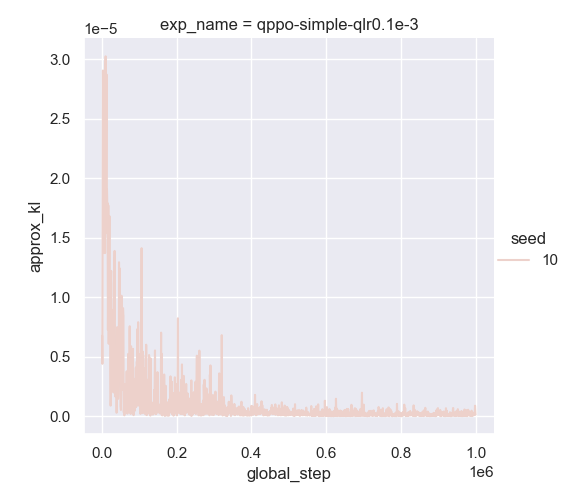 exp_name = qppo-simple-qlr0.1e-3
1e−5
3.0
2.5
2.0
1.5
1.0
0.5
0.0
approx_kl
0.0 0.2 0.4 0.6 0.8 1.0
1e6
global_step
seed
10